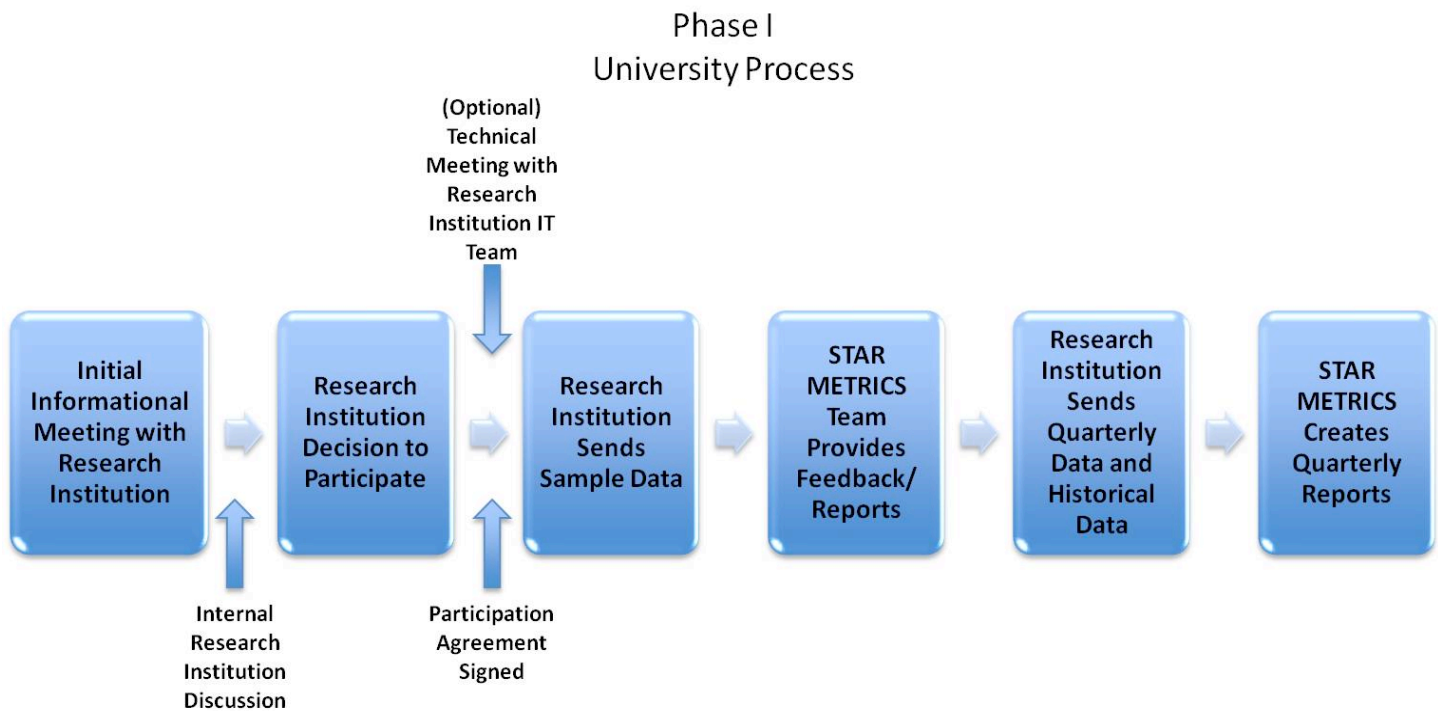 Phase I
University Process
(Optional)
Technical
Meeting with
Research
Institution IT
Team
Initial
Informational
Meeting with
Research
Institution
Research
Institution
Decision to
Participate
Research
Institution
Sends
Sample Data
STAR
METRICS
Team
Provides
Feedback/
Reports
Research
Institution
Sends
Quarterly
Data and
Historical
Data
STAR
METRICS
Creates
Quarterly
Reports
Internal
Research
Institution
Discussion
Participation
Agreement
Signed